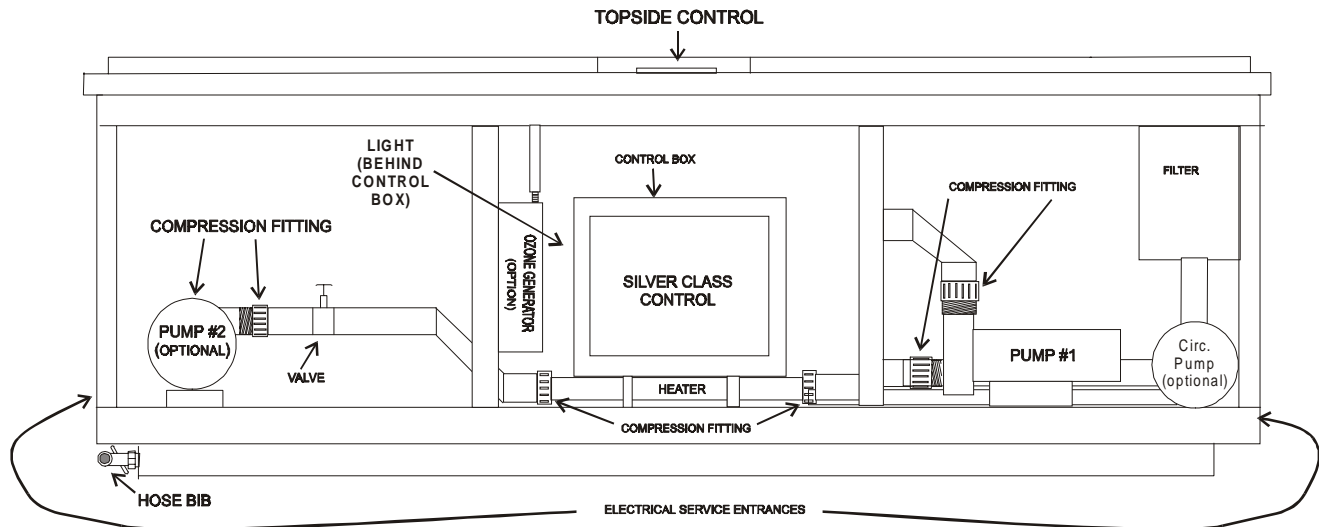 TOPSIDE CONTROL
LIGHT
(BEHIND
CONTROL
BOX)
CONTROL BOX
COMPRESSION FITTING
FILTER
COMPRESSION FITTING
OZONE GENERATOR
(OPTION)
SILVER CLASS
CONTROL
PUMP #2
(OPTIONAL)
VALVE
HEATER
PUMP #1
Circ.
Pump
(optional)
COMPRESSION FITTING
HOSE BIB
ELECTRICAL SERVICE ENTRANCES